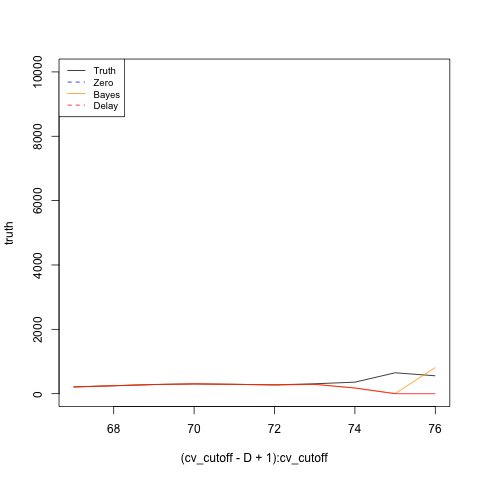 Truth
Zero
Bayes
Delay
truth
10000
8000
6000
4000
2000
0
68 70 72 74 76
(cv_cutoff - D + 1):cv_cutoff